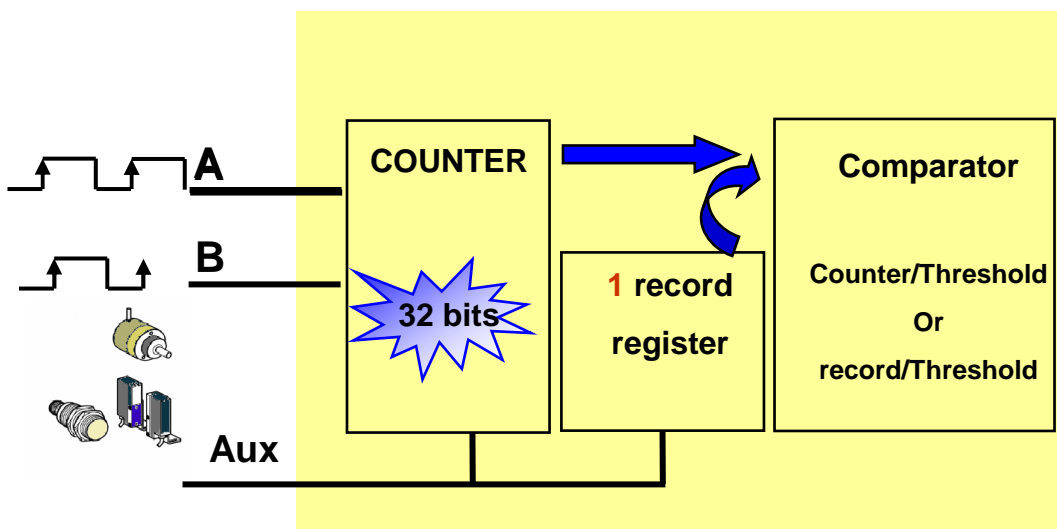 A
COUNTER
Comparator
B
32 bits
1 record
register
Counter/Threshold
Or
record/Threshold
Aux